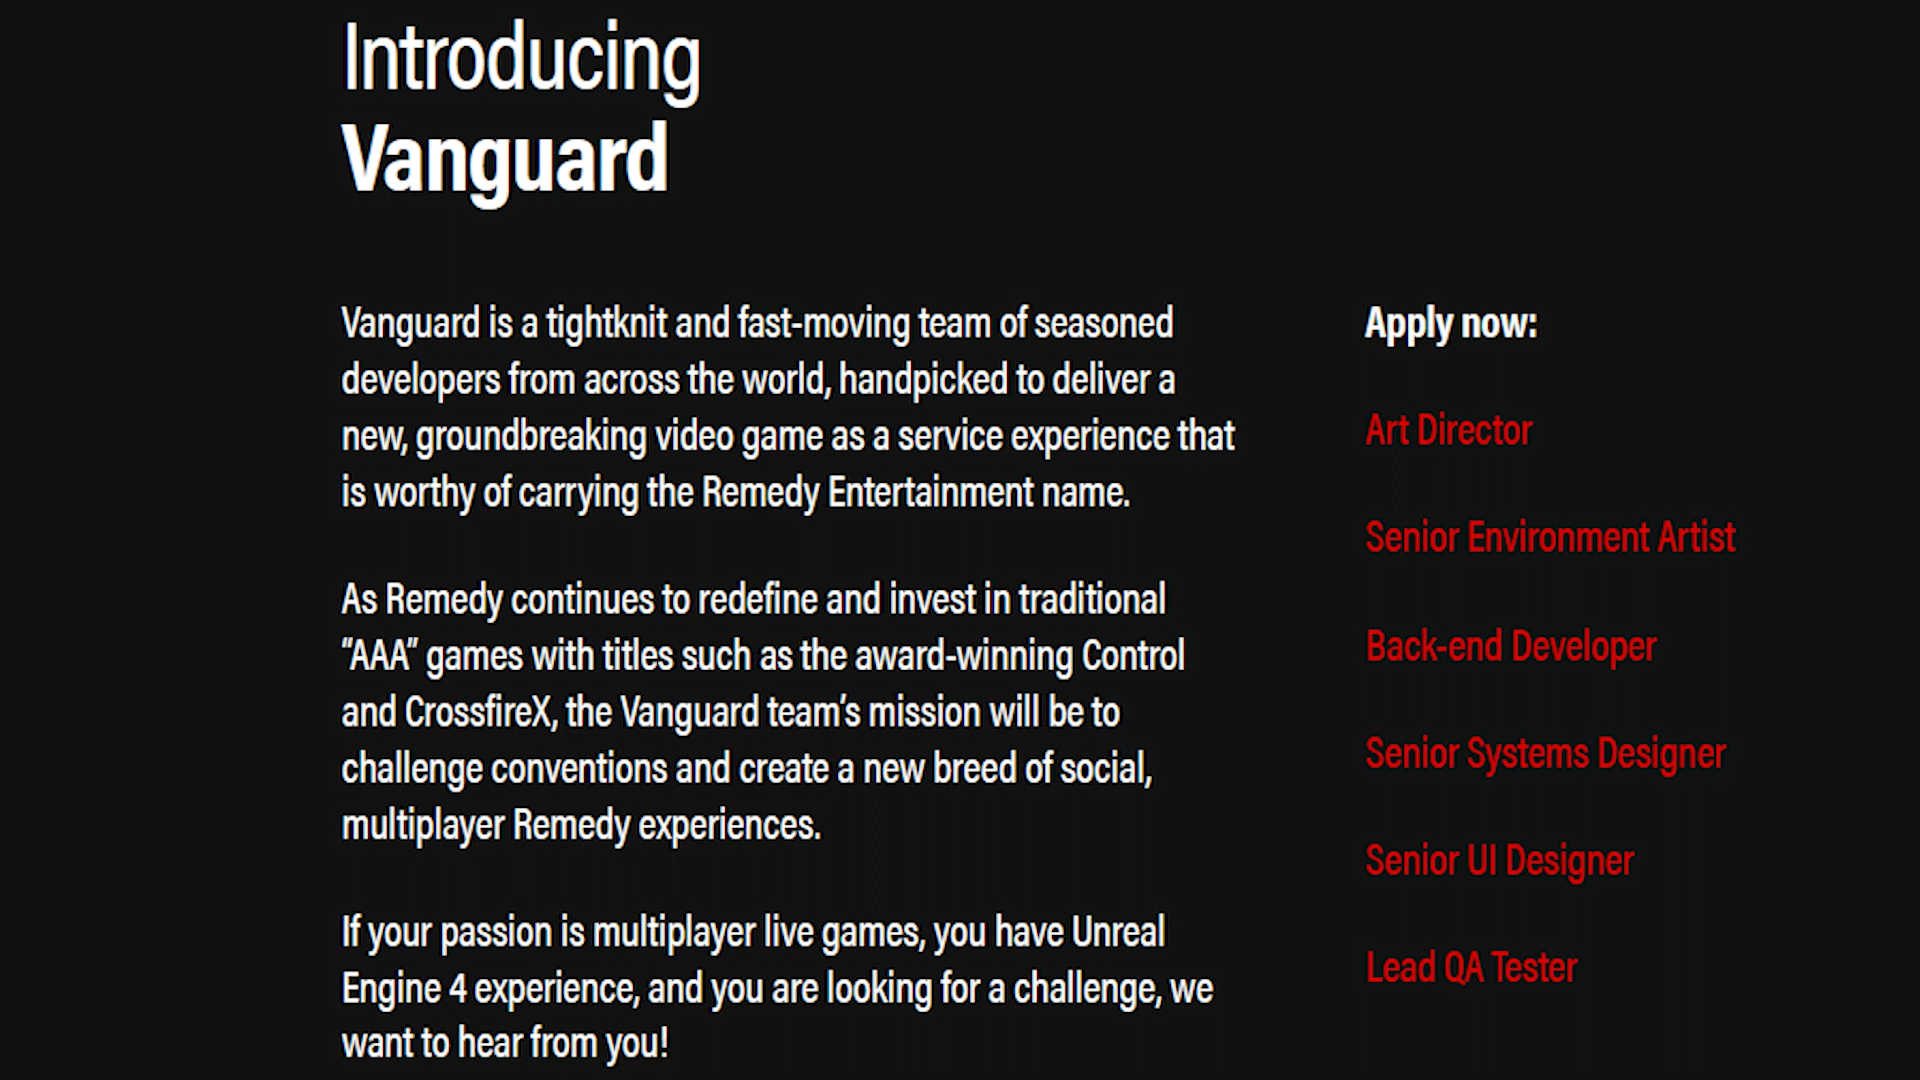 Introducing
Vanguard
Vanguard is a tightknit and fast-moving team of seasoned
developers from across the world, handpicked to deliver a
new, groundbreaking video game as a service experience that
is worthy of carrying the Remedy Entertainment name.
As Remedy continues to redefine and invest in traditional
“AAA” games with titles such as the award-winning Control
and CrossfireX, the Vanguard team’s mission will be to
challenge conventions and create a new breed of social,
multiplayer Remedy experiences.
If your passion is multiplayer live games, you have Unreal
Engine 4 experience, and you are looking for a challenge, we
want to hear from you!
Apply now:
Art Director
Senior Environment Artist
Back-end Developer
Senior Systems Designer
Senior UI Designer
Lead QA Tester